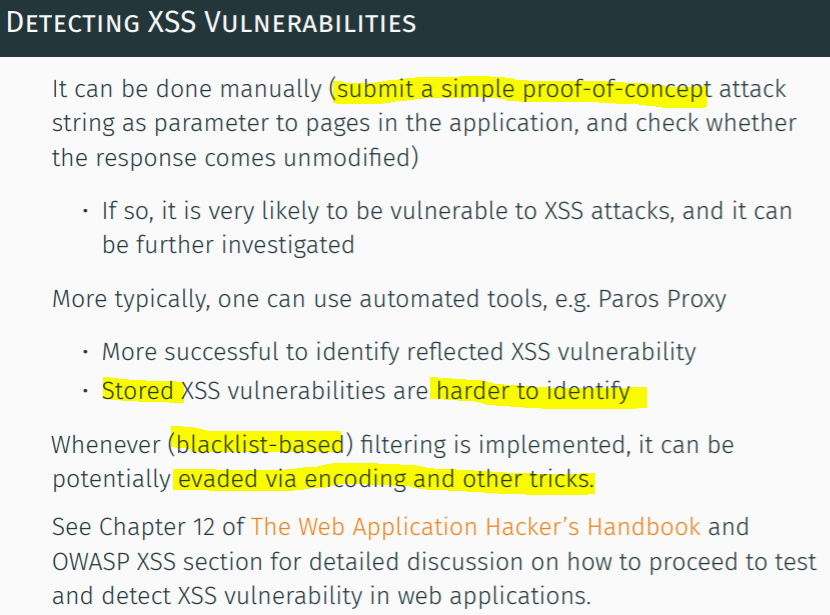 DETECTING XSS VULNERABILITIES
It can be done manually (submit a simple proof-of-concept attack
string as parameter to pages in the application, and check whether
the response comes unmodified)
· If so, it is very likely to be vulnerable to XSS attacks, and it can
be further investigated
More typically, one can use automated tools, e.g. Paros Proxy
· More successful to identify reflected XSS vulnerability
· Stored XSS vulnerabilities are harder to identify
Whenever (blacklist-based) filtering is implemented, it can be
potentially evaded via encoding and other tricks.
See Chapter 12 of The Web Application Hacker's Handbook and
OWASP XSS section for detailed discussion on how to proceed to test
and detect XSS vulnerability in web applications.